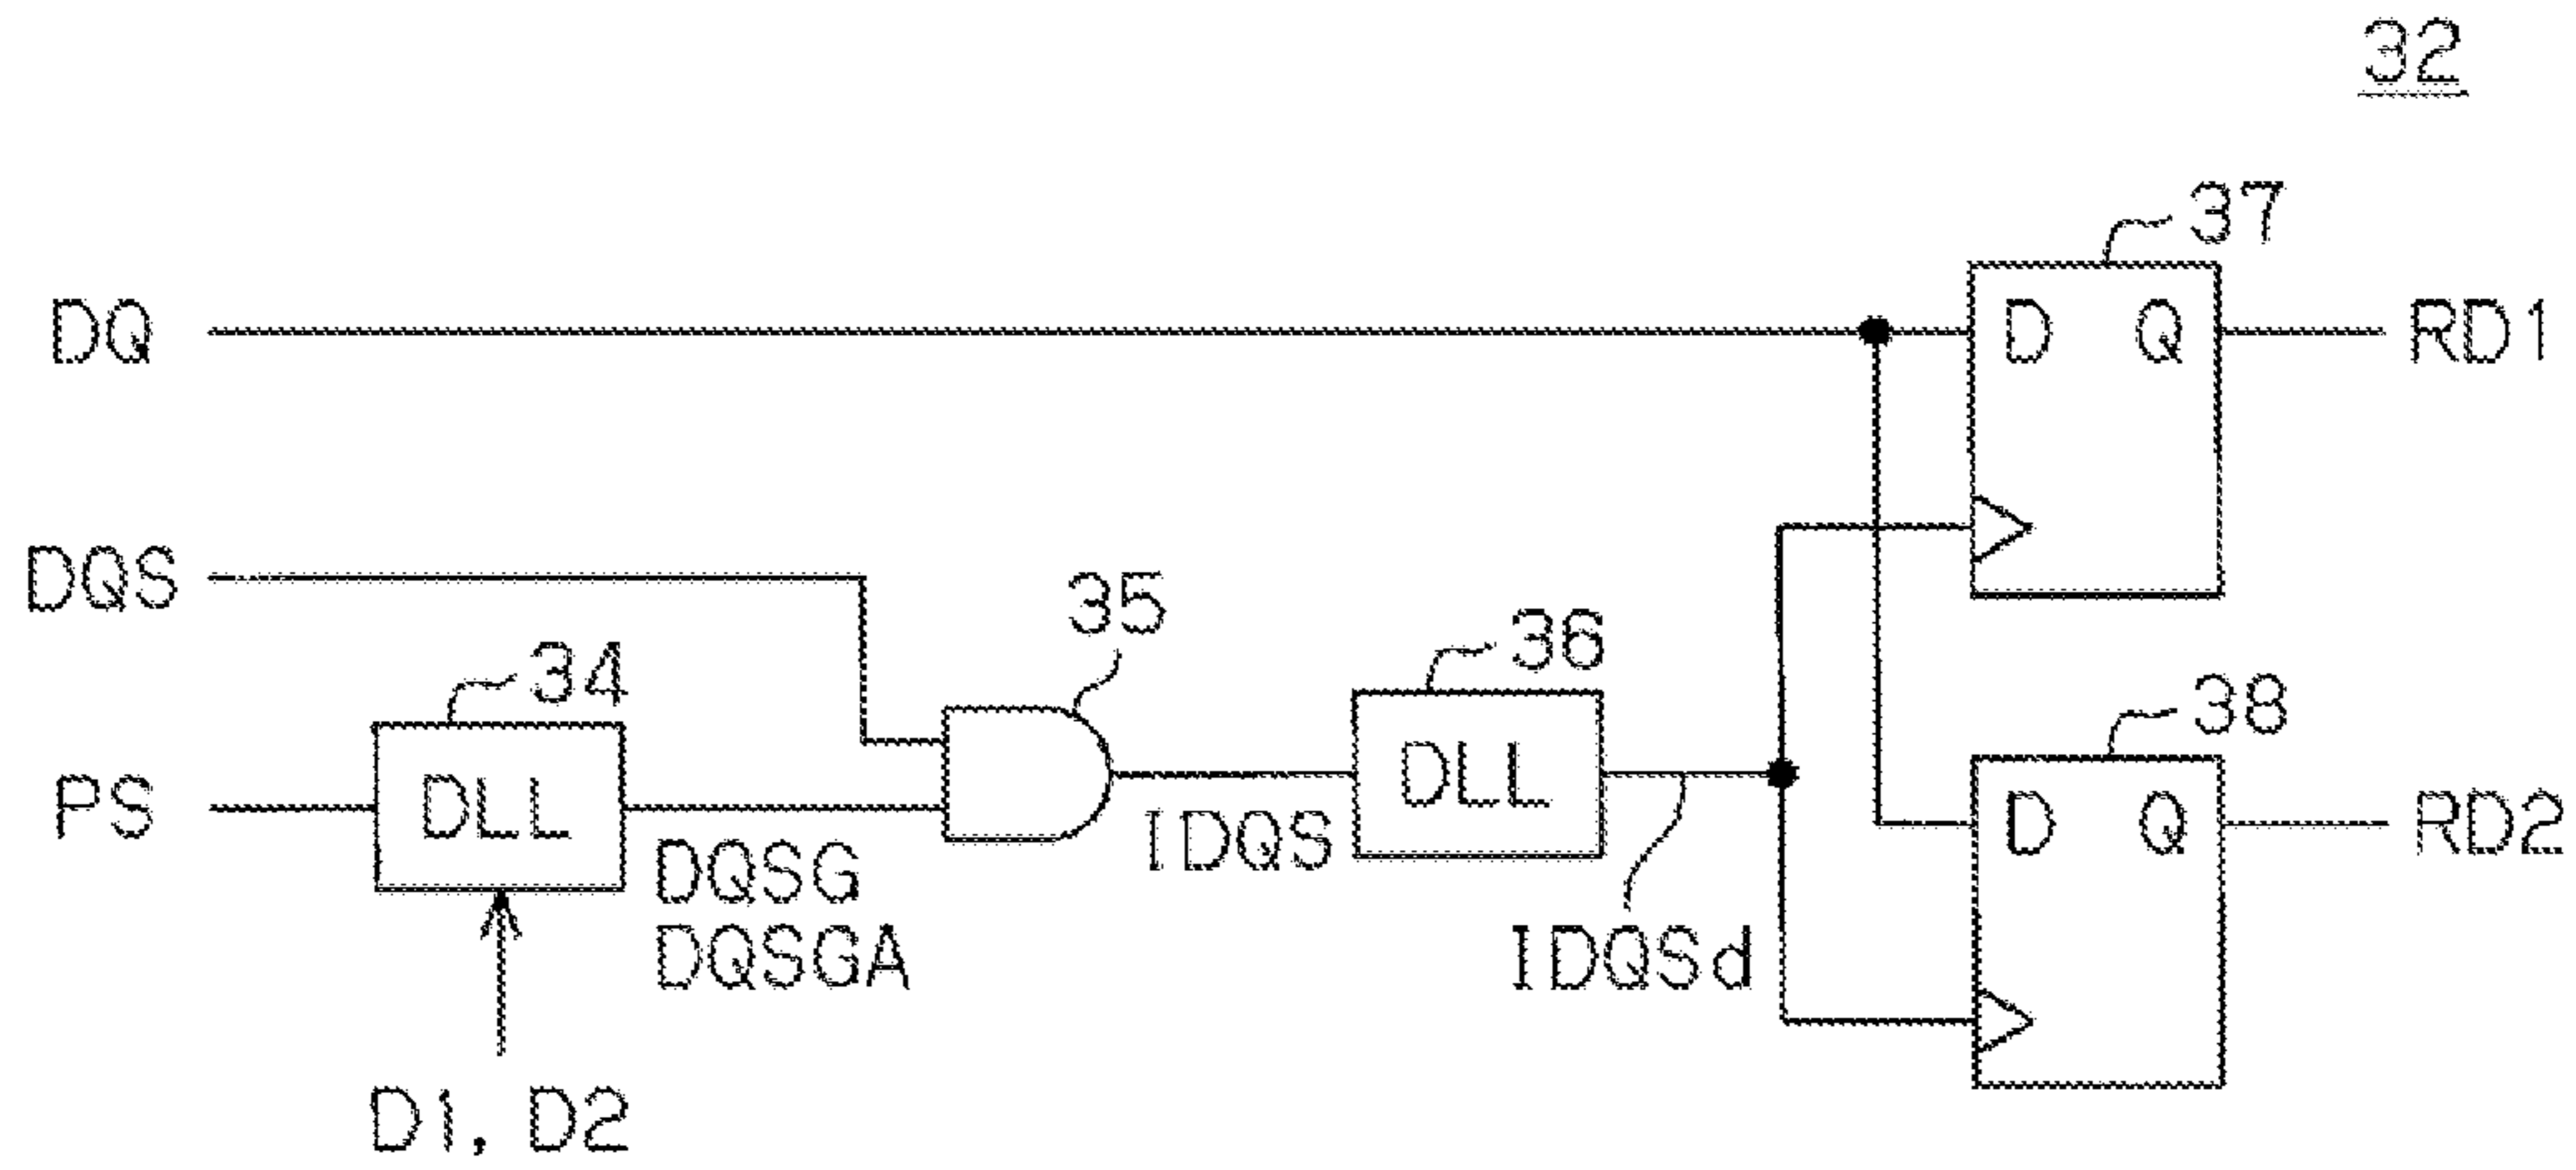 32
37
DQ
D Q
RD1
DQS
35
36
34
38
PS
DLL
DLL
D Q
RD2
IDQS
DQSG
DQSGA
IDQSd
D1, D2